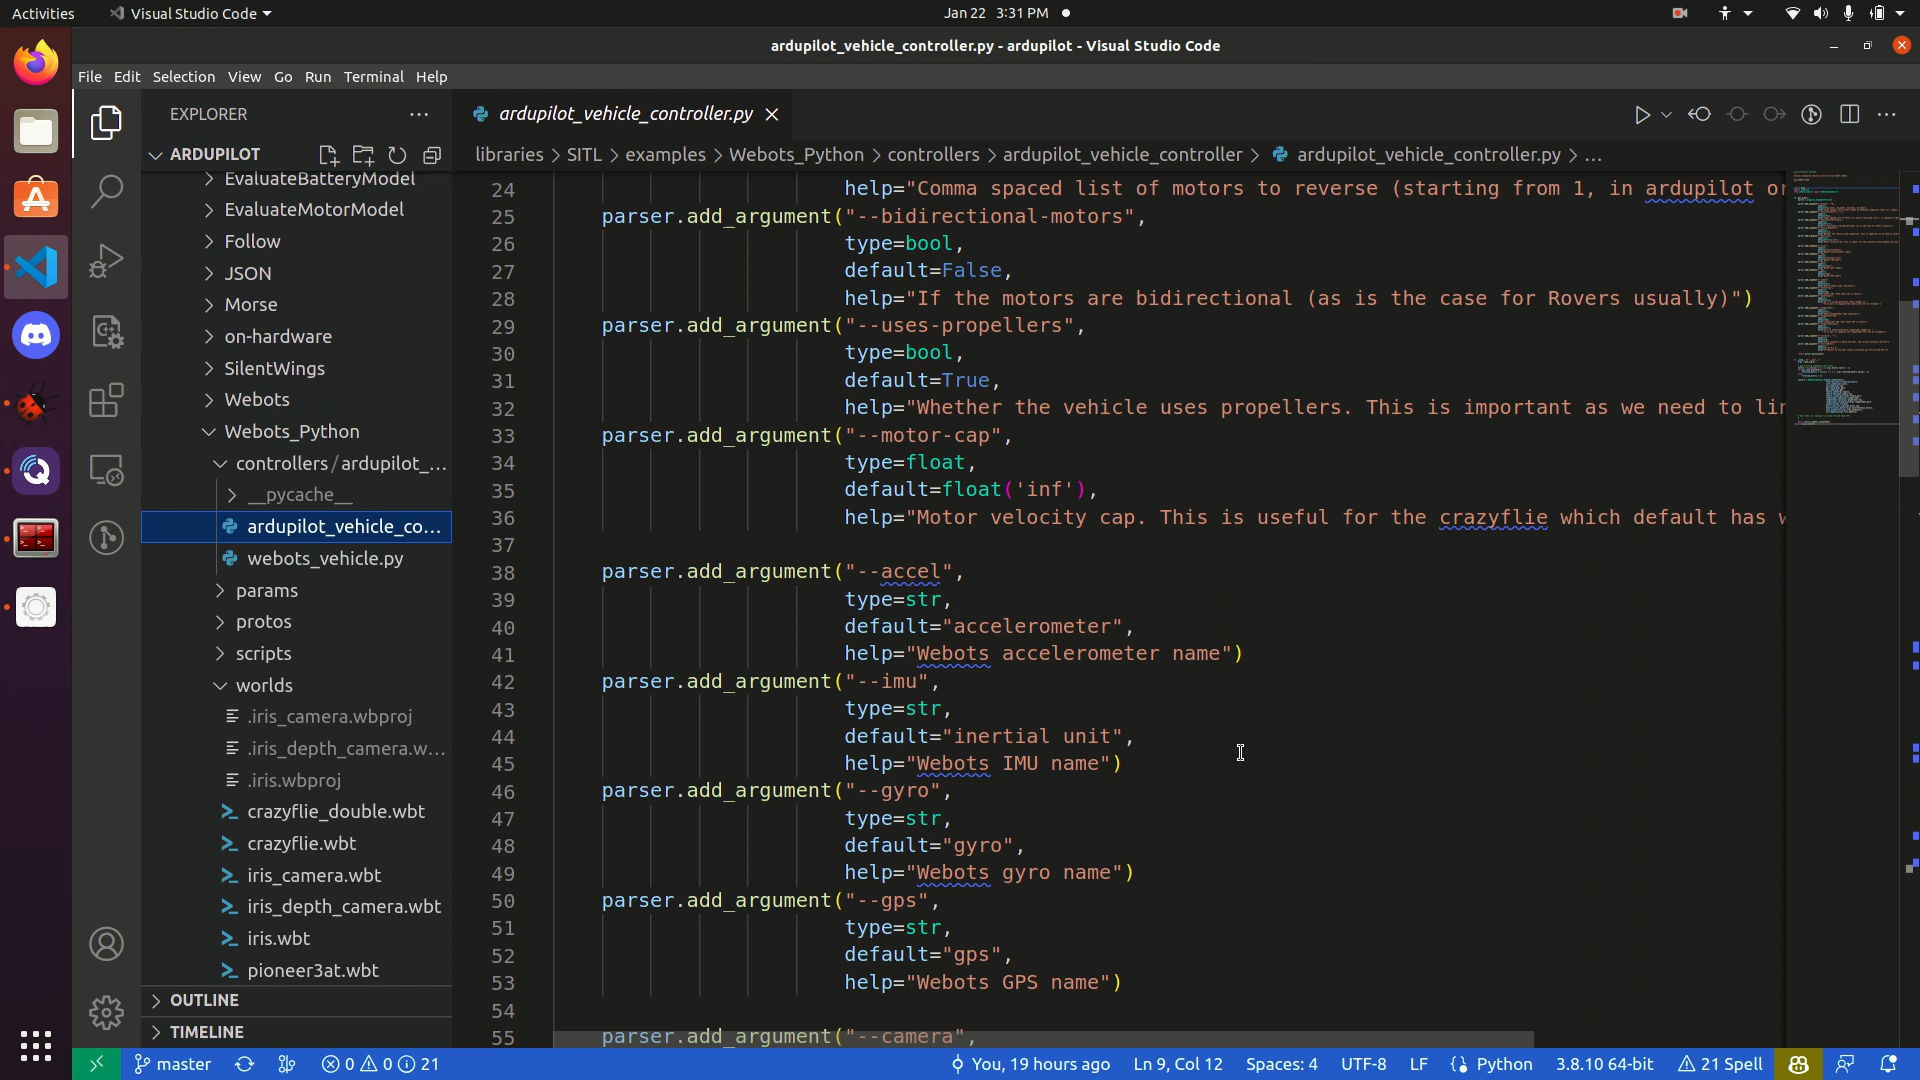 Activities
Visual Studio Code
Jan 22 3:31 PM
ardupilot_vehicle_controller.py - ardupilot - Visual Studio Code
File Edit Selection View Go Run Terminal Help
EXPLORER
ARDUPILOT
EvaluateBatteryModel
EvaluateMotorModel
Follow
JSON
Morse
on-hardware
SilentWings
Webots
Webots_Python
controllers/ardupilot_...
__pycache__
ardupilot_vehicle_co...
webots_vehicle.py
params
protos
scripts
worlds
.iris_camera.wbproj
.iris_depth_camera.w...
.iris.wbproj
crazyflie_double.wbt
crazyflie.wbt
iris_camera.wbt
iris_depth_camera.wbt
iris.wbt
pioneer3at.wbt
OUTLINE
TIMELINE
ardupilot_vehicle_controller.py
libraries > SITL > examples > Webots_Python > controllers > ardupilot_vehicle_controller > ardupilot_vehicle_controller.py > ...
24 help="Comma spaced list of motors to reverse (starting from 1, in ardupilot or
25 parser.add_argument("--bidirectional-motors",
26 type=bool,
27 default=False,
28 help="If the motors are bidirectional (as is the case for Rovers usually)")
29 parser.add_argument("--uses-propellers",
30 type=bool,
31 default=True,
32 help="Whether the vehicle uses propellers. This is important as we need to lin
33 parser.add_argument("--motor-cap",
34 type=float,
35 default=float('inf'),
36 help="Motor velocity cap. This is useful for the crazyflie which default has w
37
38 parser.add_argument("--accel",
39 type=str,
40 default="accelerometer",
41 help="Webots accelerometer name")
42 parser.add_argument("--imu",
43 type=str,
44 default="inertial unit",
45 help="Webots IMU name")
46 parser.add_argument("--gyro",
47 type=str,
48 default="gyro",
49 help="Webots gyro name")
50 parser.add_argument("--gps",
51 type=str,
52 default="gps",
53 help="Webots GPS name")
54
55 parser.add_argument("--camera",
master 0 0 21 You, 19 hours ago Ln 9, Col 12 Spaces: 4 UTF-8 LF Python 3.8.10 64-bit 21 Spell